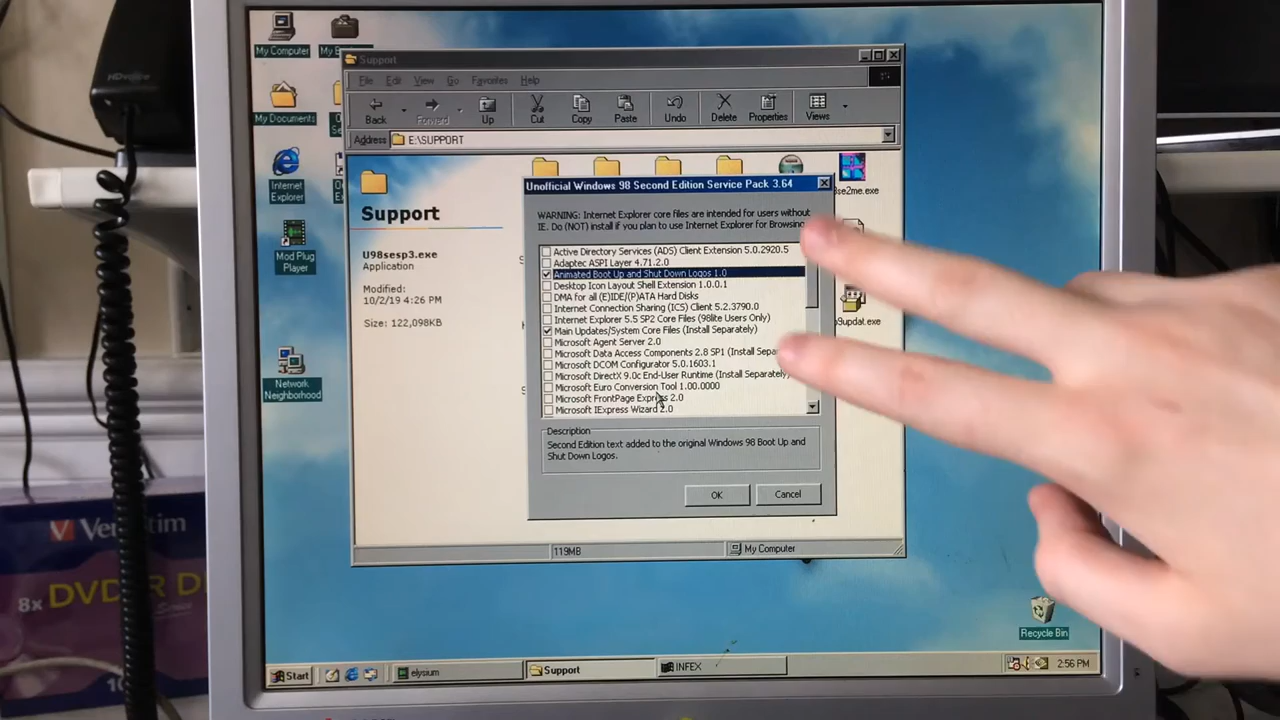 HDvoice
My Computer
My Documents
Internet
Explorer
Mod Plug
Player
Network
Neighborhood
Support
File Edit View Go Favorites Help
Back Forward Up Cut Copy Paste Undo Delete Properties Views
Address E:\SUPPORT
Support
U98sesp3.exe
Application
Modified:
10/2/19 4:26 PM
Size: 122,098KB
Unofficial Windows 98 Second Edition Service Pack 3.64
WARNING: Internet Explorer core files are intended for users without
IE. Do (NOT) install if you plan to use Internet Explorer for Browsing
Active Directory Services (ADS) Client Extension 5.0.2920.5
Adaptec ASPI Layer 4.71.2.0
Animated Boot Up and Shut Down Logos 1.0
Desktop Icon Layout Shell Extension 1.0.0.1
DMA for all (E)IDE/(P)ATA Hard Disks
Internet Connection Sharing (ICS) Client 5.2.3790.0
Internet Explorer 5.5 SP2 Core Files (98lite Users Only)
Main Updates/System Core Files (Install Separately)
Microsoft Agent Server 2.0
Microsoft Data Access Components 2.8 SP1 (Install Separ
Microsoft DCOM Configurator 5.0.1603.1
Microsoft DirectX 9.0c End-User Runtime (Install Separately)
Microsoft Euro Conversion Tool 1.00.0000
Microsoft FrontPage Express 2.0
Microsoft IExpress Wizard 2.0
Description
Second Edition text added to the original Windows 98 Boot Up and
Shut Down Logos.
OK Cancel
8se2me.exe
p9updat.exe
119MB My Computer
Recycle Bin
Start elysium Support INFEX 2:56 PM
Verbatim
8x DVD